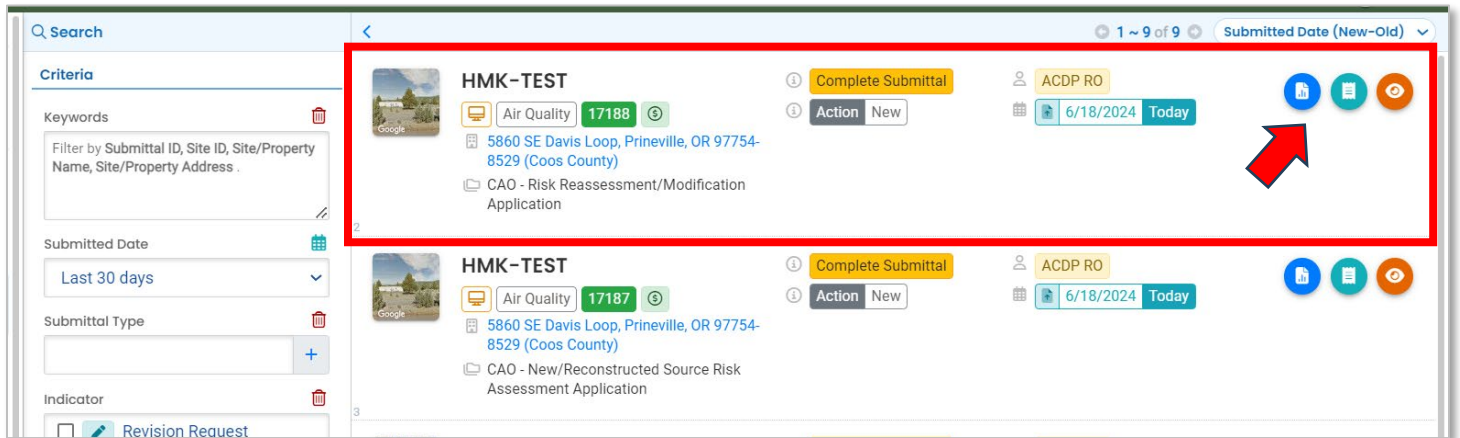 Search
1 ~ 9 of 9
Submitted Date (New-Old)
Criteria
Keywords
Filter by Submittal ID, Site ID, Site/Property
Name, Site/Property Address .
Submitted Date
Last 30 days
Submittal Type
+
Indicator
Revision Request
Google
HMK-TEST
Air Quality 17188
5860 SE Davis Loop, Prineville, OR 97754-
8529 (Coos County)
CAO - Risk Reassessment/Modification
Application
Complete Submittal
Action New
ACDP RO
6/18/2024 Today
2
Google
HMK-TEST
Air Quality 17187
5860 SE Davis Loop, Prineville, OR 97754-
8529 (Coos County)
CAO - New/Reconstructed Source Risk
Assessment Application
Complete Submittal
Action New
ACDP RO
6/18/2024 Today
3